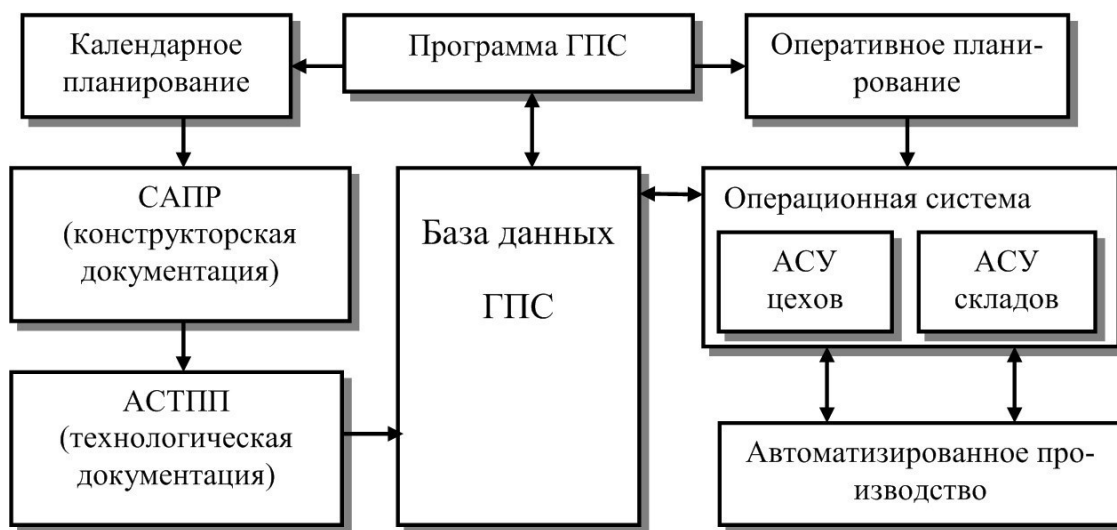 Календарное
планирование
Программа ГПС
Оперативное плани-
рование
САПР
(конструкторская
документация)
База данных
ГПС
Операционная система
АСУ
цехов
АСУ
складов
АСТПП
(технологическая
документация)
Автоматизированное про-
изводство